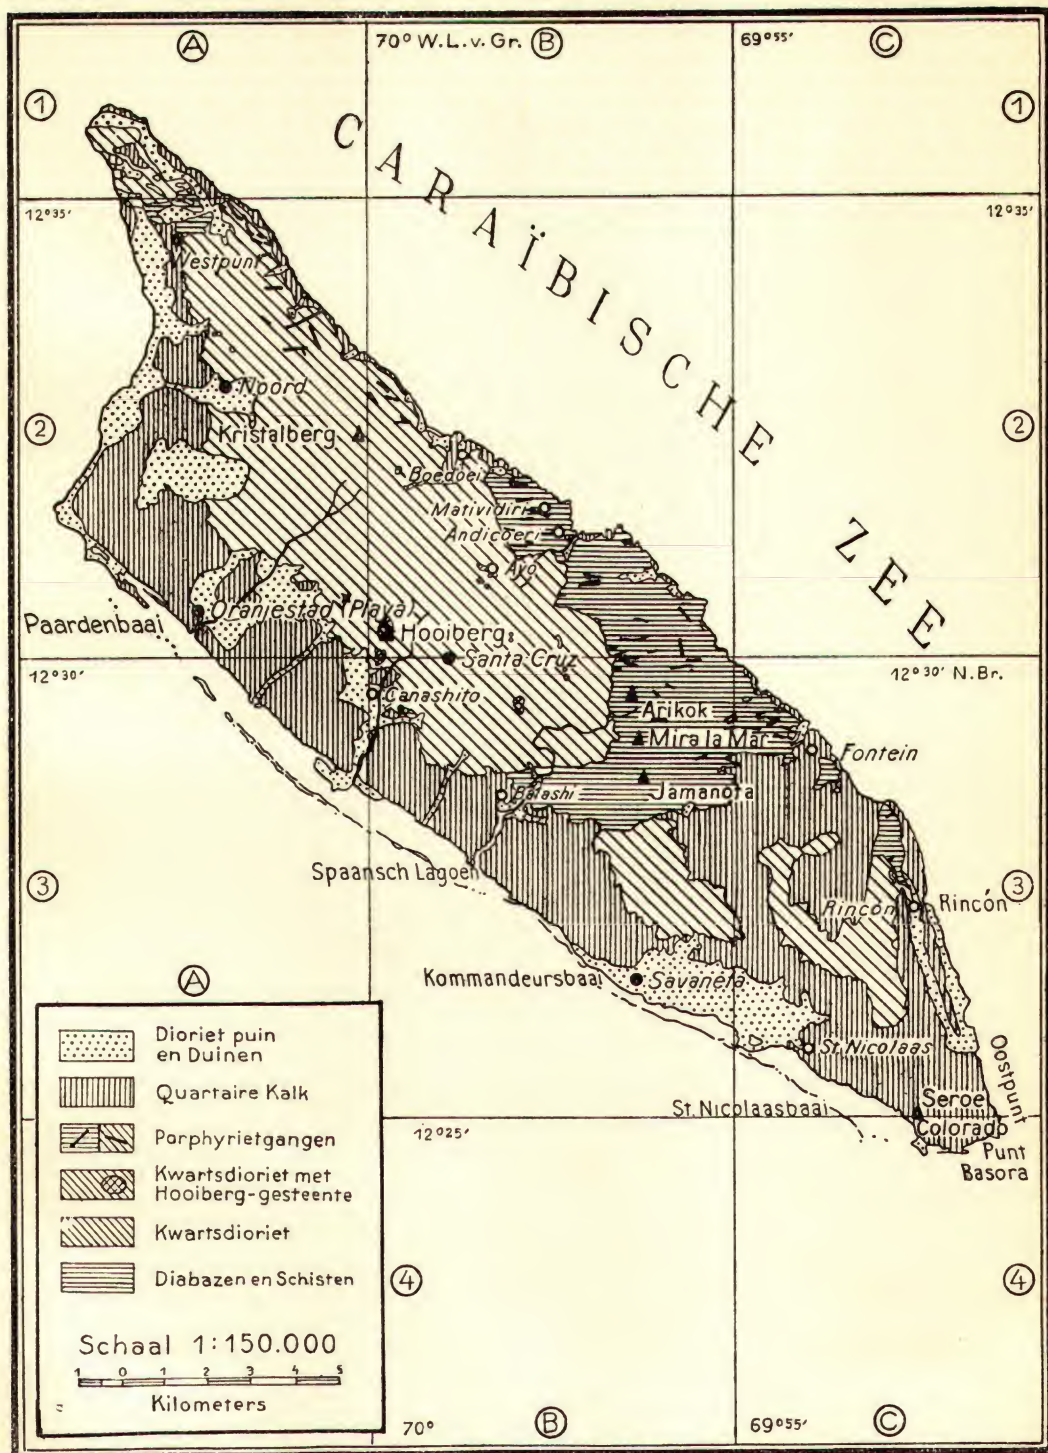 A
70° W.L.v.Gr.
B
69°55'
C
1
1
CARAÏBISCHE ZEE
12°35'
12°35'
Westpunt
Noord
2
Kristalberg
2
Boedoei
Matividiri
Andicoeri
Ayo
Oranjestad (Playa)
Paardenbaai
Hooiberg
Santa Cruz
12°30'
12°30' N.Br.
Canashito
Arikok
Mira la Mar
Fontein
Balashi
Jamanota
Spaansch Lagoen
3
Rincón
Rincón
3
A
Kommandeursbaai
Savaneta
St. Nicolaas
Oostpunt
Seroe
Colorado
St. Nicolaasbaai
12°25'
Punt
Basora
Dioriet puin
en Duinen
Quartaire Kalk
Porphyrietgangen
Kwartsdioriet met
Hooiberg-gesteente
Kwartsdioriet
Diabazen en Schisten
4
4
Schaal 1:150.000
1 0 1 2 3 4 5
Kilometers
70°
B
69°55'
C